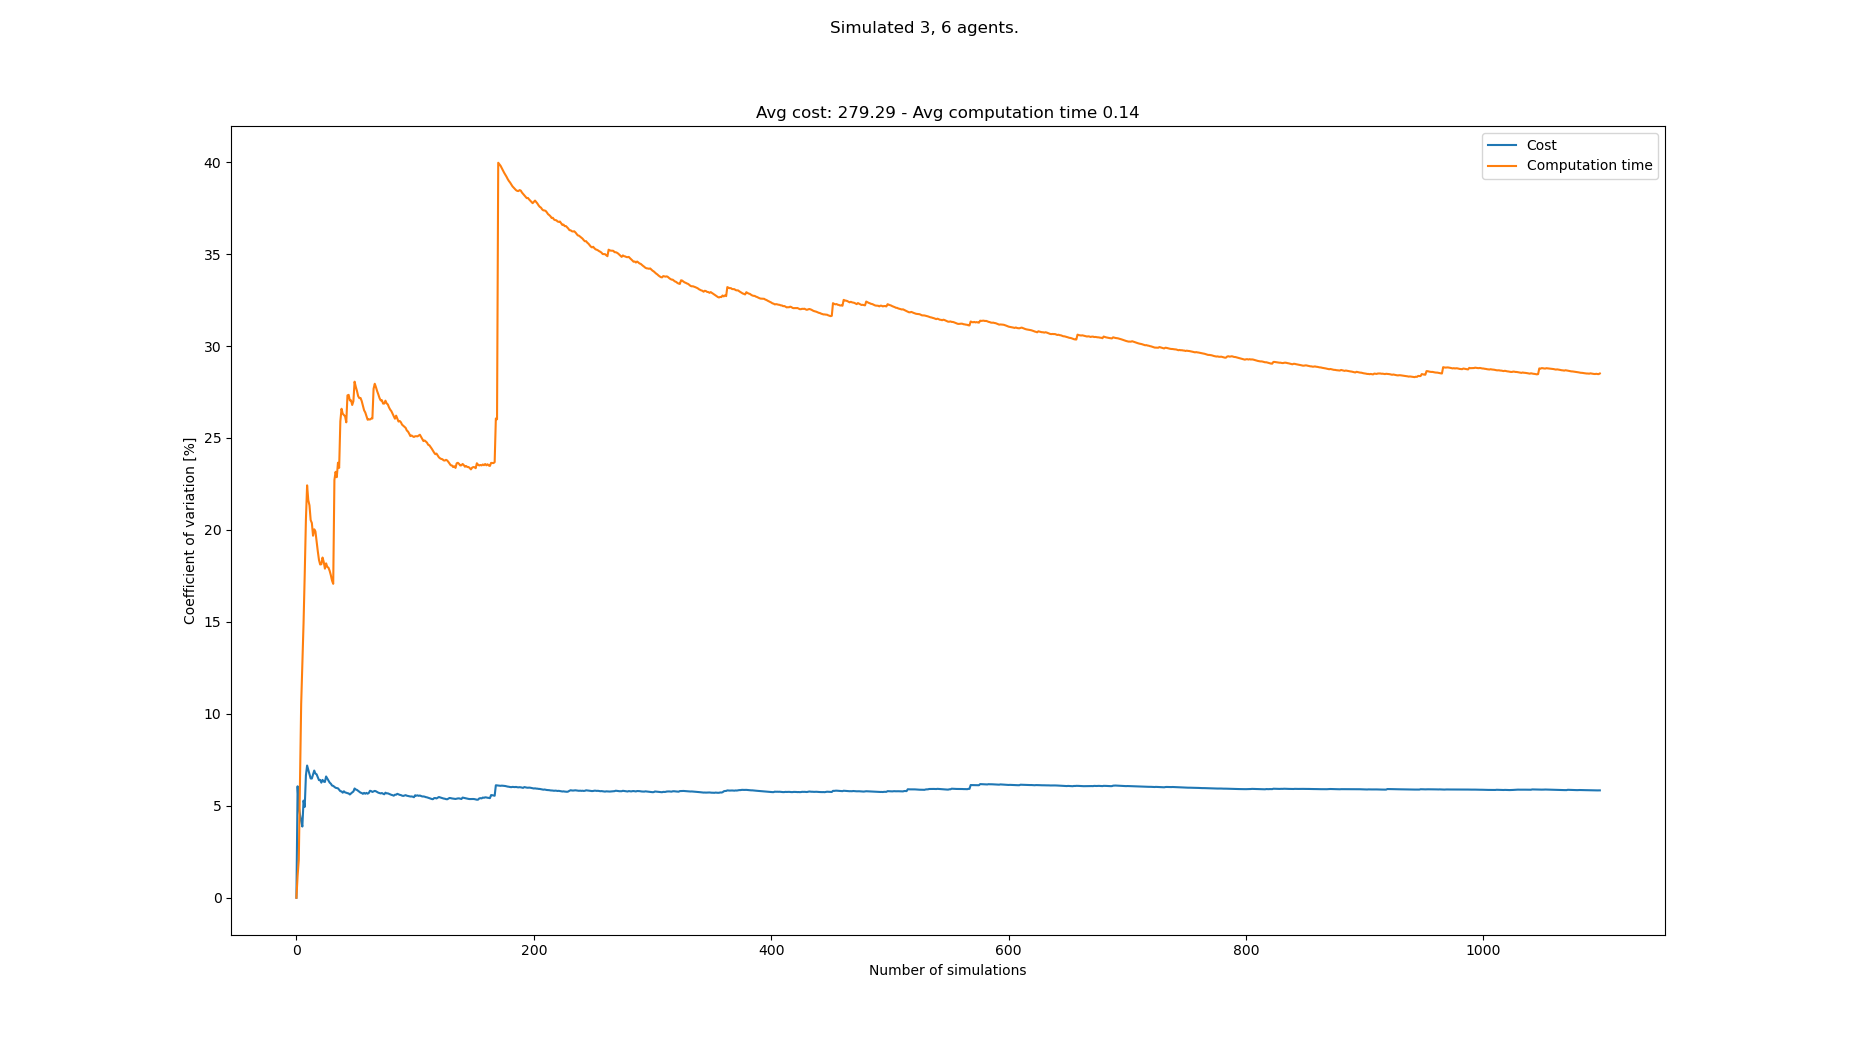 Simulated 3, 6 agents.
Avg cost: 279.29 - Avg computation time 0.14
Cost
Computation time
40
35
30
25
20
15
10
5
0
Coefficient of variation [%]
0 200 400 600 800 1000
Number of simulations